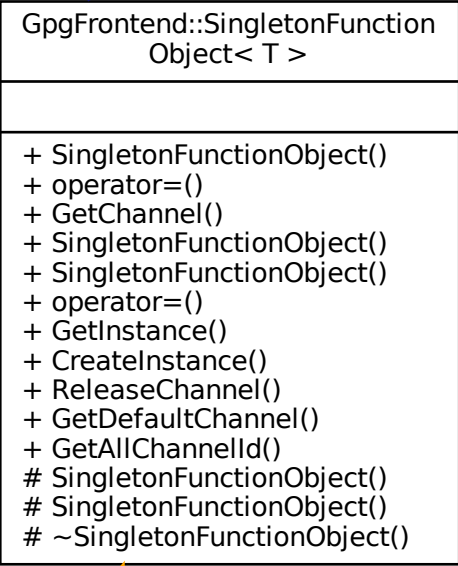 GpgFrontend::SingletonFunction
Object< T >
+ SingletonFunctionObject()
+ operator=()
+ GetChannel()
+ SingletonFunctionObject()
+ SingletonFunctionObject()
+ operator=()
+ GetInstance()
+ CreateInstance()
+ ReleaseChannel()
+ GetDefaultChannel()
+ GetAllChannelId()
# SingletonFunctionObject()
# SingletonFunctionObject()
# ~SingletonFunctionObject()